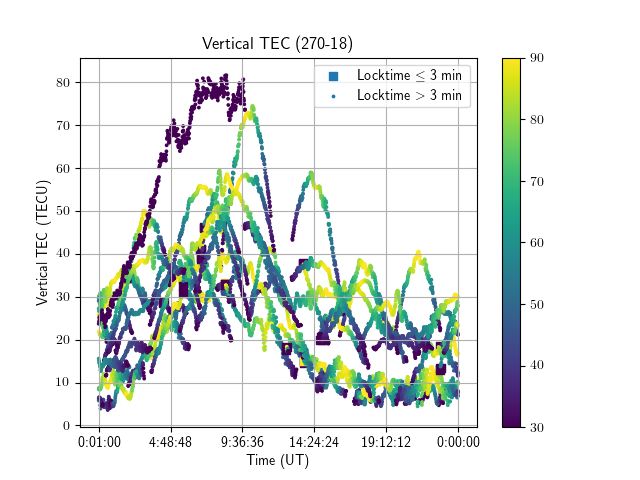 Vertical TEC (270-18)
Locktime ≤ 3 min
Locktime > 3 min
Vertical TEC (TECU)
80
70
60
50
40
30
20
10
0
0:01:00 4:48:48 9:36:36 14:24:24 19:12:12 0:00:00
Time (UT)
90
80
70
60
50
40
30